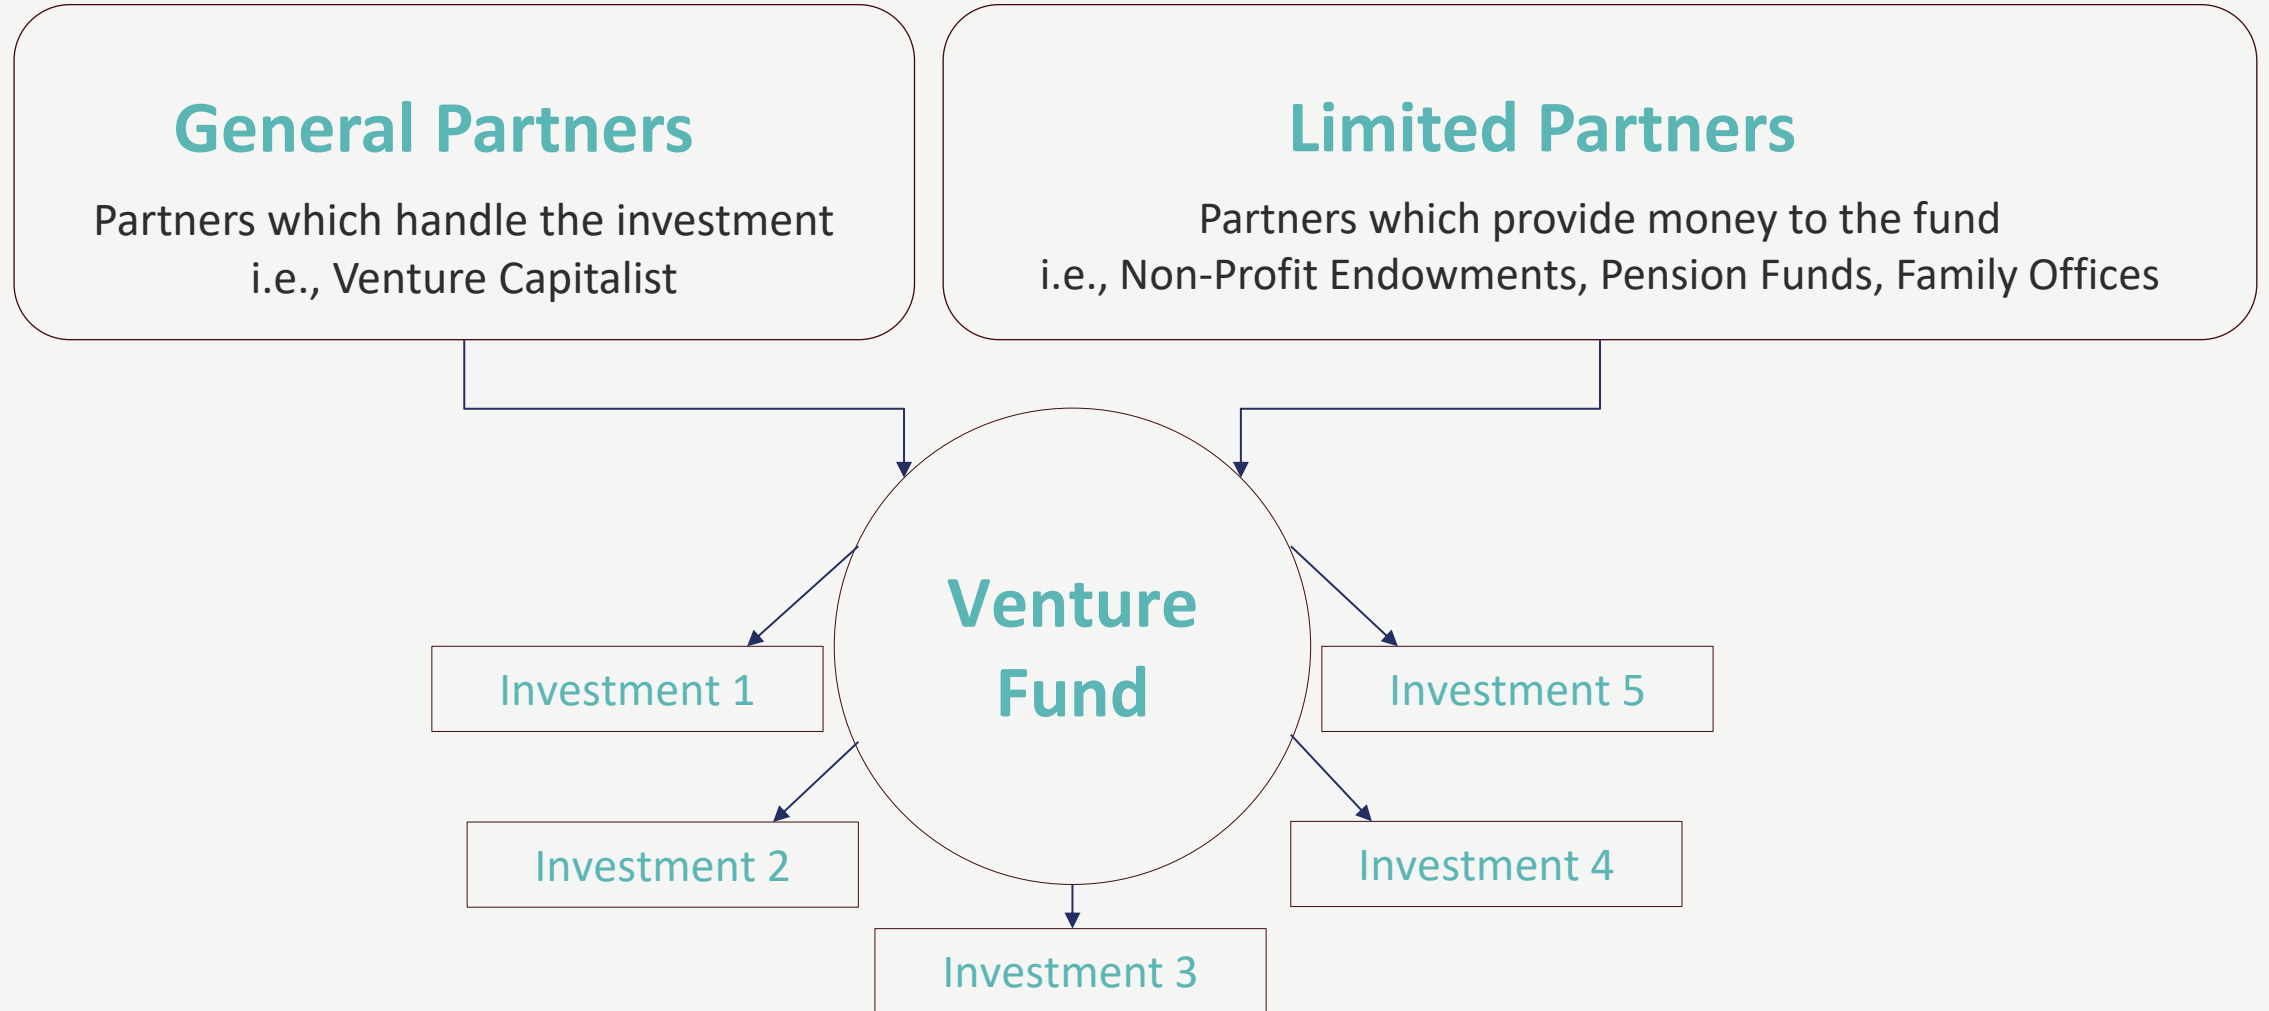 General Partners
Partners which handle the investment
i.e., Venture Capitalist
Limited Partners
Partners which provide money to the fund
i.e., Non-Profit Endowments, Pension Funds, Family Offices
Venture
Fund
Investment 1
Investment 5
Investment 2
Investment 4
Investment 3